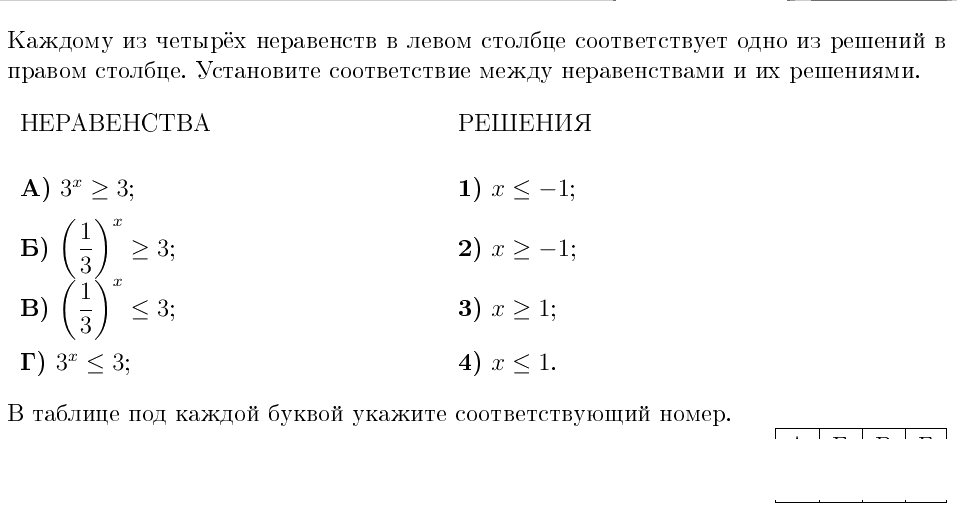 Каждому из четырёх неравенств в левом столбце соответствует одно из решений в
правом столбце. Установите соответствие между неравенствами и их решениями.
НЕРАВЕНСТВА РЕШЕНИЯ
А) 3^x ≥ 3; 1) x ≤ −1;
Б) (1/3)^x ≥ 3; 2) x ≥ −1;
В) (1/3)^x ≤ 3; 3) x ≥ 1;
Г) 3^x ≤ 3; 4) x ≤ 1.
В таблице под каждой буквой укажите соответствующий номер.